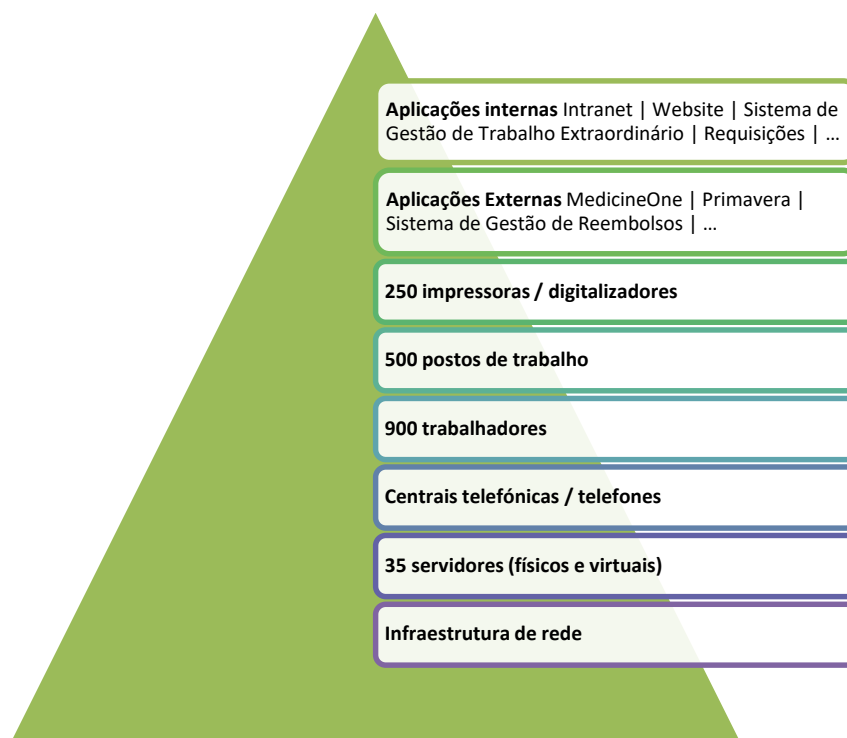 Aplicações internas Intranet | Website | Sistema de
Gestão de Trabalho Extraordinário | Requisições | ...
Aplicações Externas MedicineOne | Primavera |
Sistema de Gestão de Reembolsos | ...
250 impressoras / digitalizadores
500 postos de trabalho
900 trabalhadores
Centrais telefónicas / telefones
35 servidores (físicos e virtuais)
Infraestrutura de rede